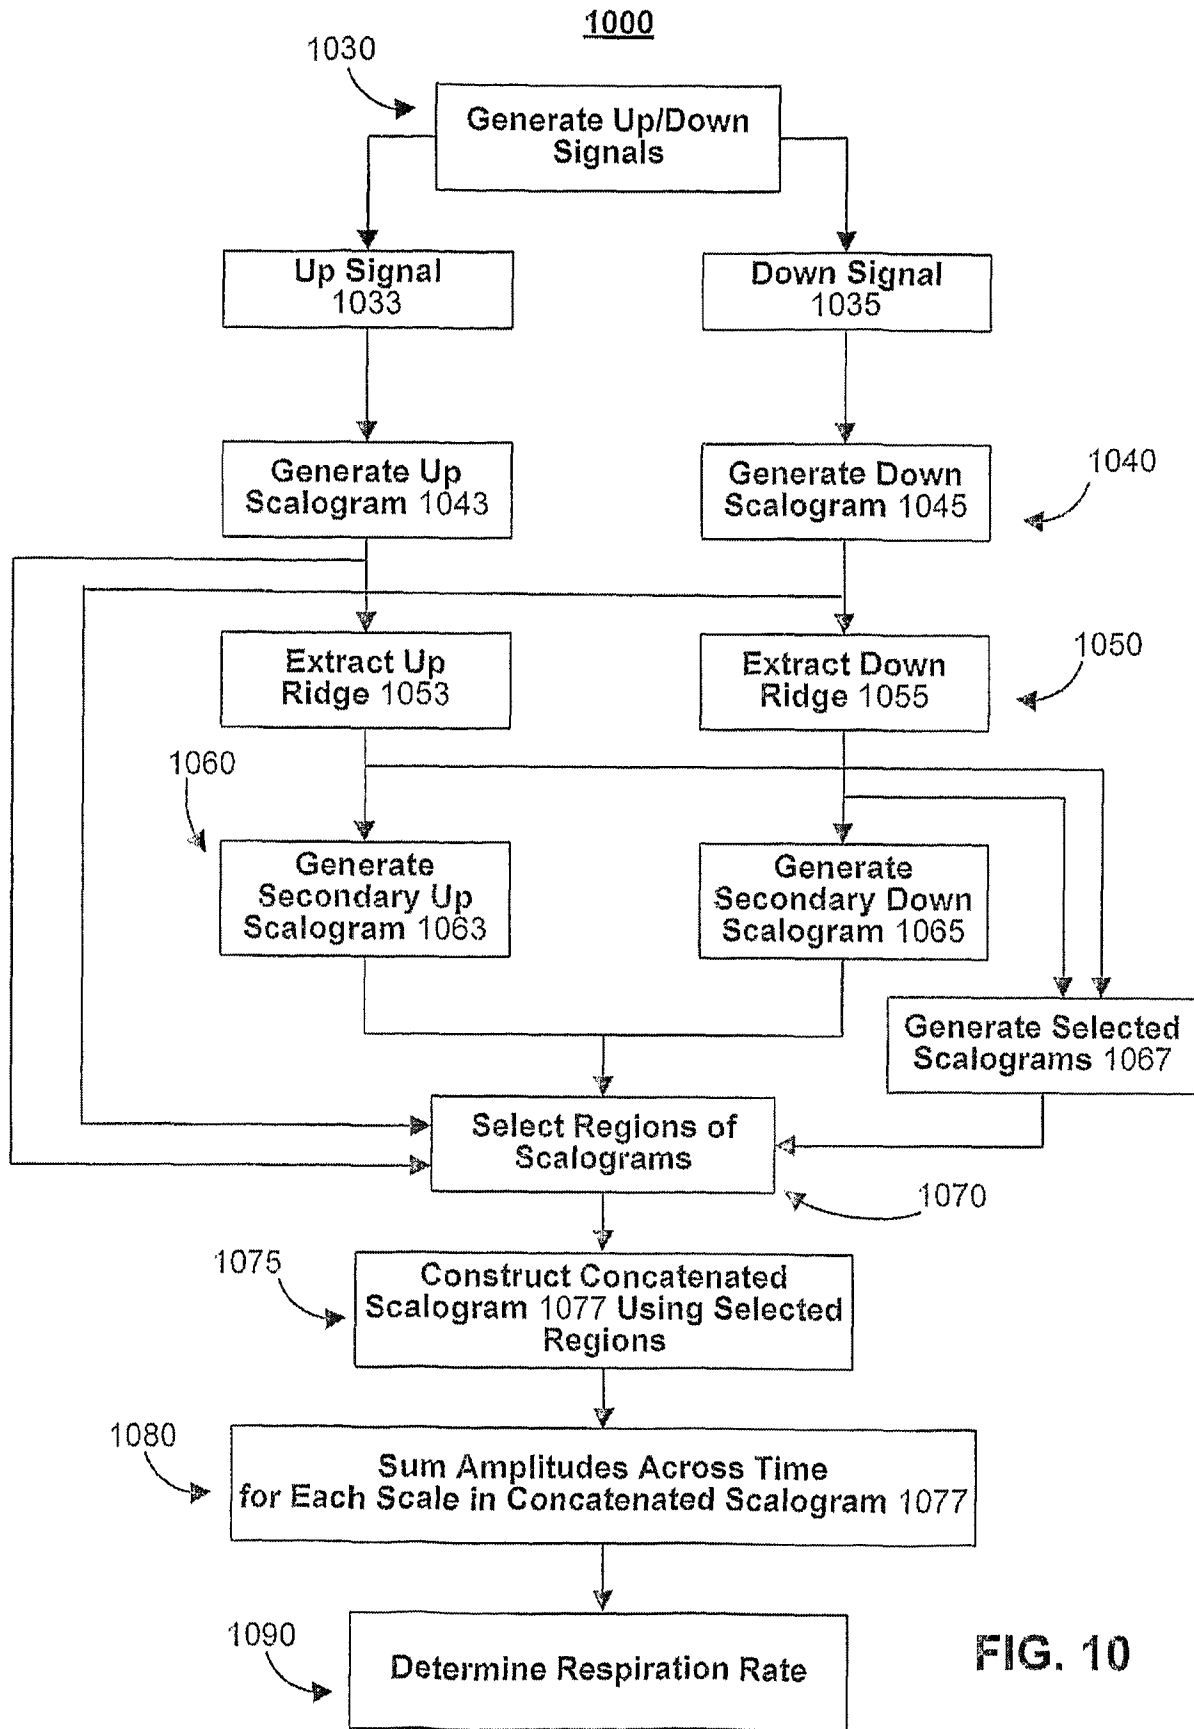 1000
1030
Generate Up/Down
Signals
Up Signal
1033
Down Signal
1035
Generate Up
Scalogram 1043
Generate Down
Scalogram 1045
1040
Extract Up
Ridge 1053
Extract Down
Ridge 1055
1050
1060
Generate
Secondary Up
Scalogram 1063
Generate
Secondary Down
Scalogram 1065
Generate Selected
Scalograms 1067
Select Regions of
Scalograms
1070
1075
Construct Concatenated
Scalogram 1077 Using Selected
Regions
1080
Sum Amplitudes Across Time
for Each Scale in Concatenated Scalogram 1077
1090
Determine Respiration Rate
FIG. 10